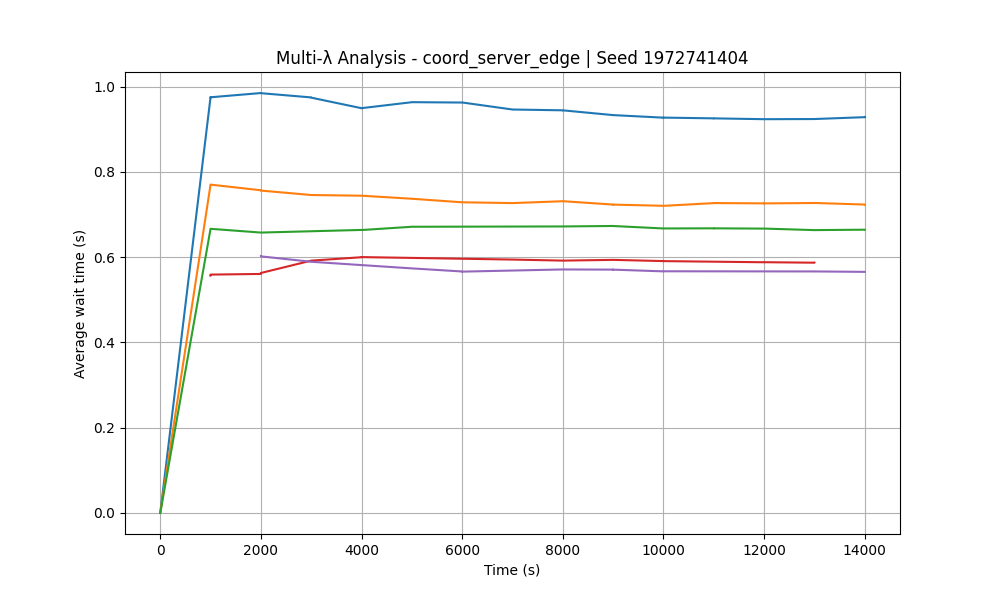 Multi-λ Analysis - coord_server_edge | Seed 1972741404
Average wait time (s)
1.0
0.8
0.6
0.4
0.2
0.0
0 2000 4000 6000 8000 10000 12000 14000
Time (s)